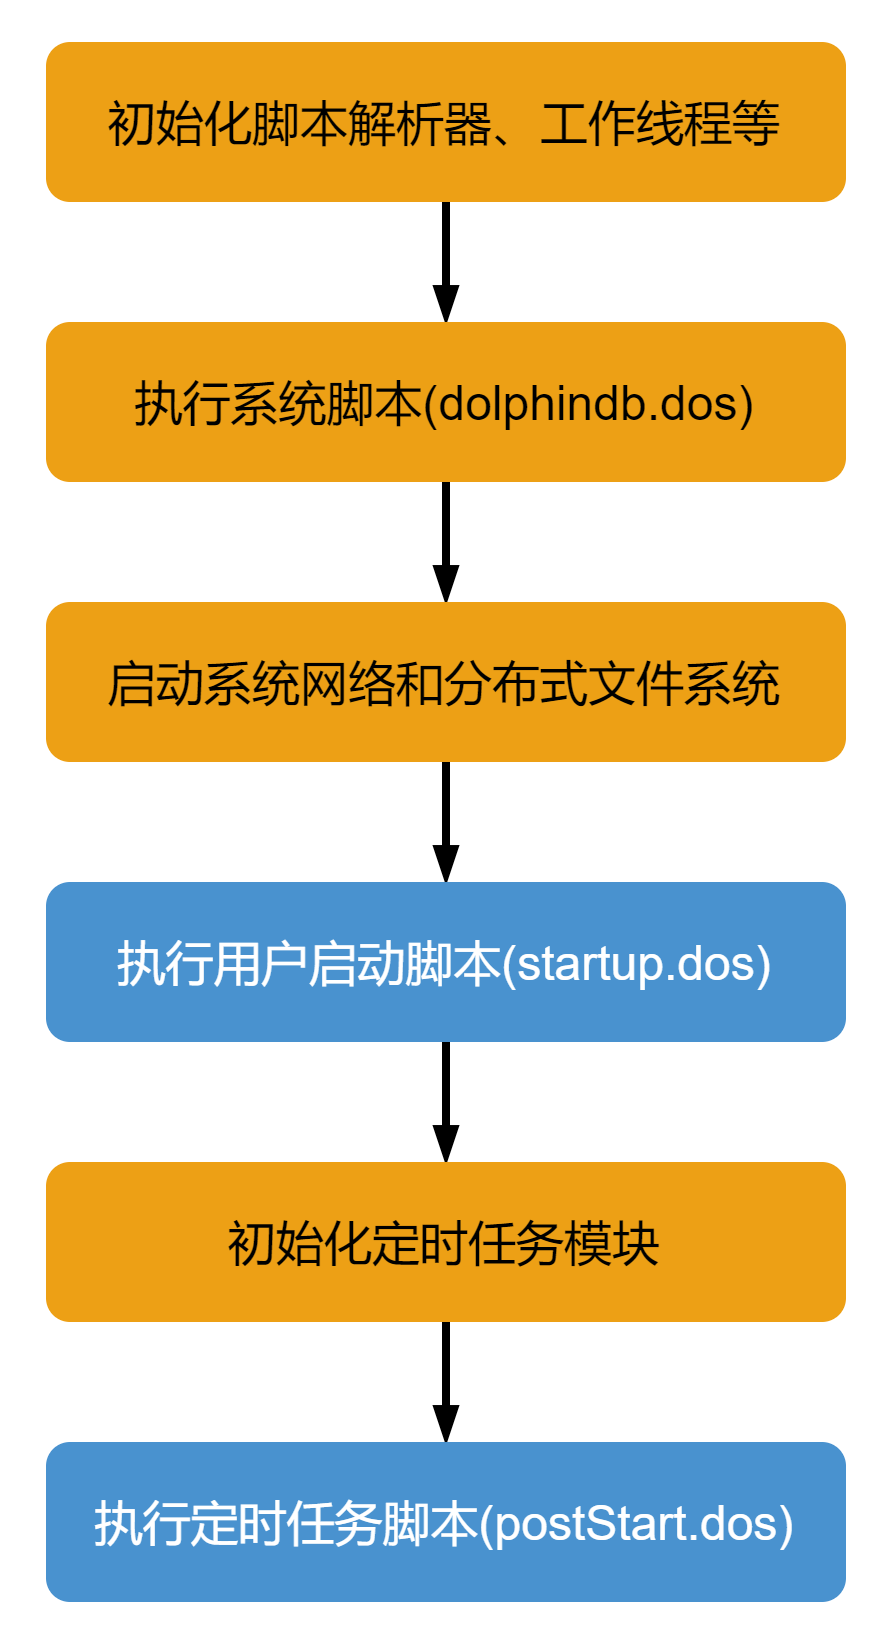 初始化脚本解析器、工作线程等
执行系统脚本(dolphindb.dos)
启动系统网络和分布式文件系统
执行用户启动脚本(startup.dos)
初始化定时任务模块
执行定时任务脚本(postStart.dos)